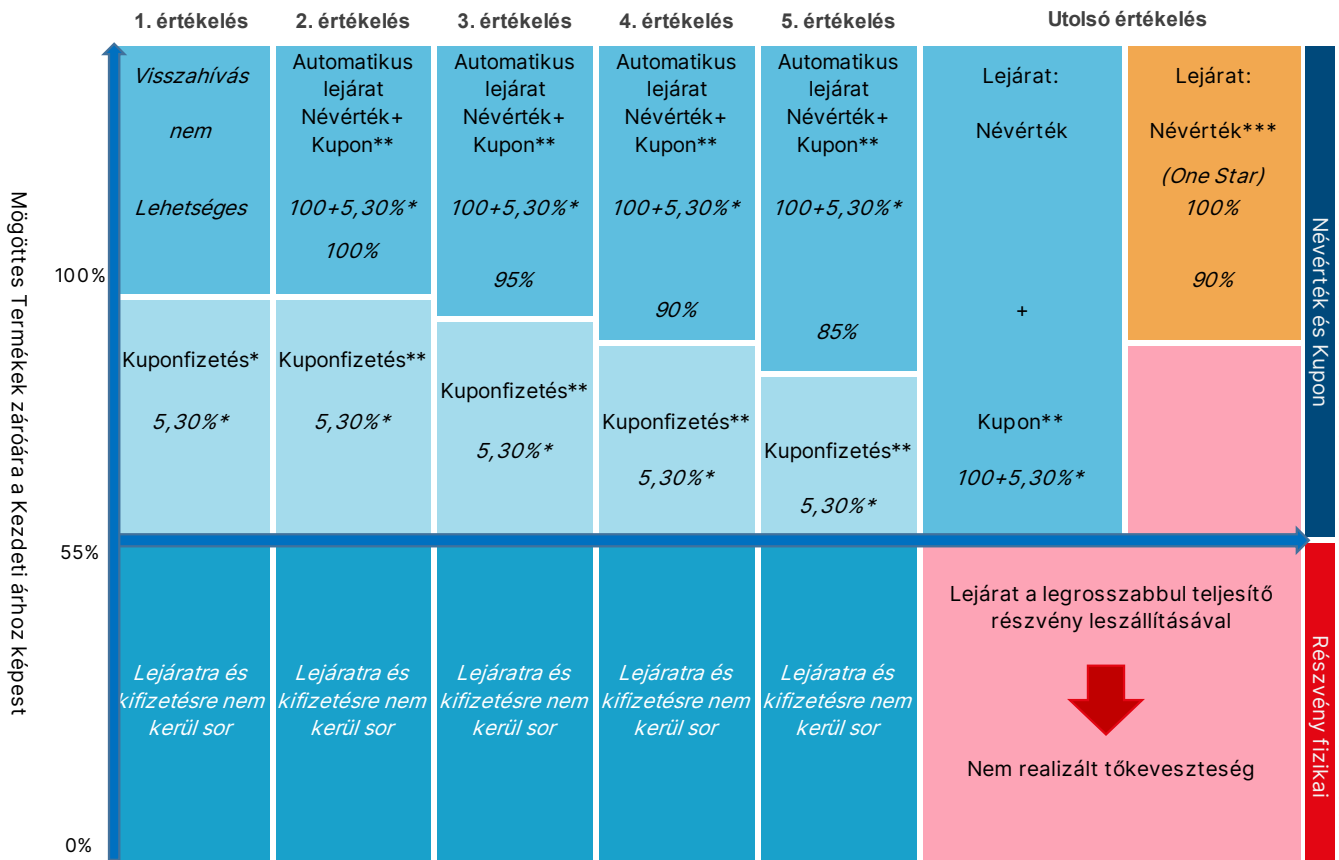 1. értékelés
2. értékelés
3. értékelés
4. értékelés
5. értékelés
Utolsó értékelés
Mögöttes Termékek záróára a Kezdeti árhoz képest
100%
55%
0%
Visszahívás
nem
Lehetséges
Kuponfizetés*
5,30%*
Lejáratra és
kifizetésre nem
kerül sor
Automatikus
lejárat
Névérték+
Kupon**
100+5,30%*
100%
Kuponfizetés**
5,30%*
Lejáratra és
kifizetésre nem
kerül sor
Automatikus
lejárat
Névérték+
Kupon**
100+5,30%*
95%
Kuponfizetés**
5,30%*
Lejáratra és
kifizetésre nem
kerül sor
Automatikus
lejárat
Névérték+
Kupon**
100+5,30%*
90%
Kuponfizetés**
5,30%*
Lejáratra és
kifizetésre nem
kerül sor
Automatikus
lejárat
Névérték+
Kupon**
100+5,30%*
85%
Kuponfizetés**
5,30%*
Lejáratra és
kifizetésre nem
kerül sor
Lejárat:
Névérték
+
Kupon**
100+5,30%*
Lejárat:
Névérték***
(One Star)
100%
90%
Lejárat a legrosszabbul teljesítő
részvény leszállításával
Nem realizált tőkeveszteség
Névérték és Kupon
Részvény fizikai